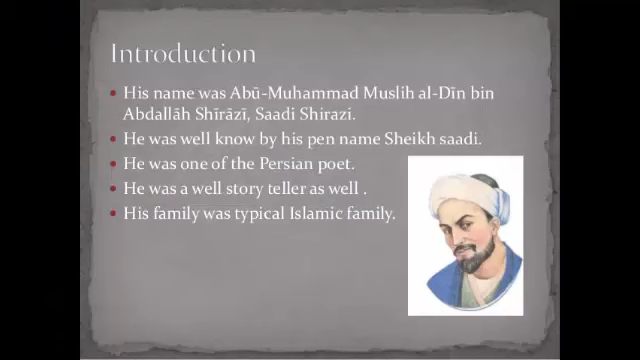 Introduction
• His name was Abū-Muhammad Muslih al-Dīn bin
Abdallāh Shīrāzī, Saadi Shirazi.
• He was well know by his pen name Sheikh saadi.
• He was one of the Persian poet.
• He was a well story teller as well .
• His family was typical Islamic family.